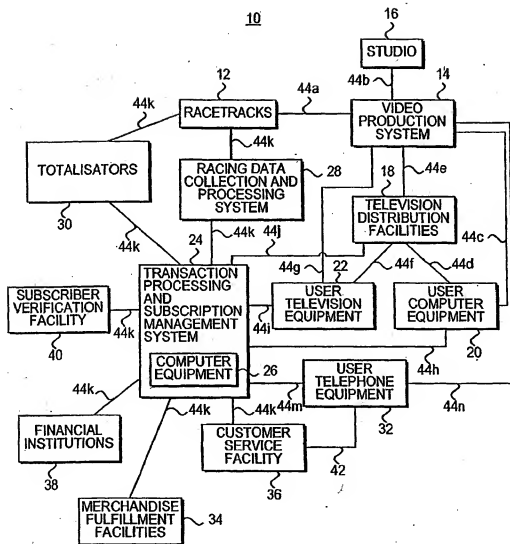 10
16
STUDIO
44b
12
14
44k
RACETRACKS
44a
VIDEO
PRODUCTION
SYSTEM
44k
TOTALISATORS
30
RACING DATA
COLLECTION AND
PROCESSING
SYSTEM
28
18
44e
TELEVISION
DISTRIBUTION
FACILITIES
44c
44k
24
44k
44j
44g
22
44f
44d
TRANSACTION
PROCESSING
AND
SUBSCRIPTION
MANAGEMENT
SYSTEM
SUBSCRIBER
VERIFICATION
FACILITY
40
44k
44i
USER
TELEVISION
EQUIPMENT
USER
COMPUTER
EQUIPMENT
20
44h
COMPUTER
EQUIPMENT
26
44k
44k
44k
44m
USER
TELEPHONE
EQUIPMENT
32
44n
FINANCIAL
INSTITUTIONS
38
CUSTOMER
SERVICE
FACILITY
36
42
MERCHANDISE
FULFILLMENT
FACILITIES
34